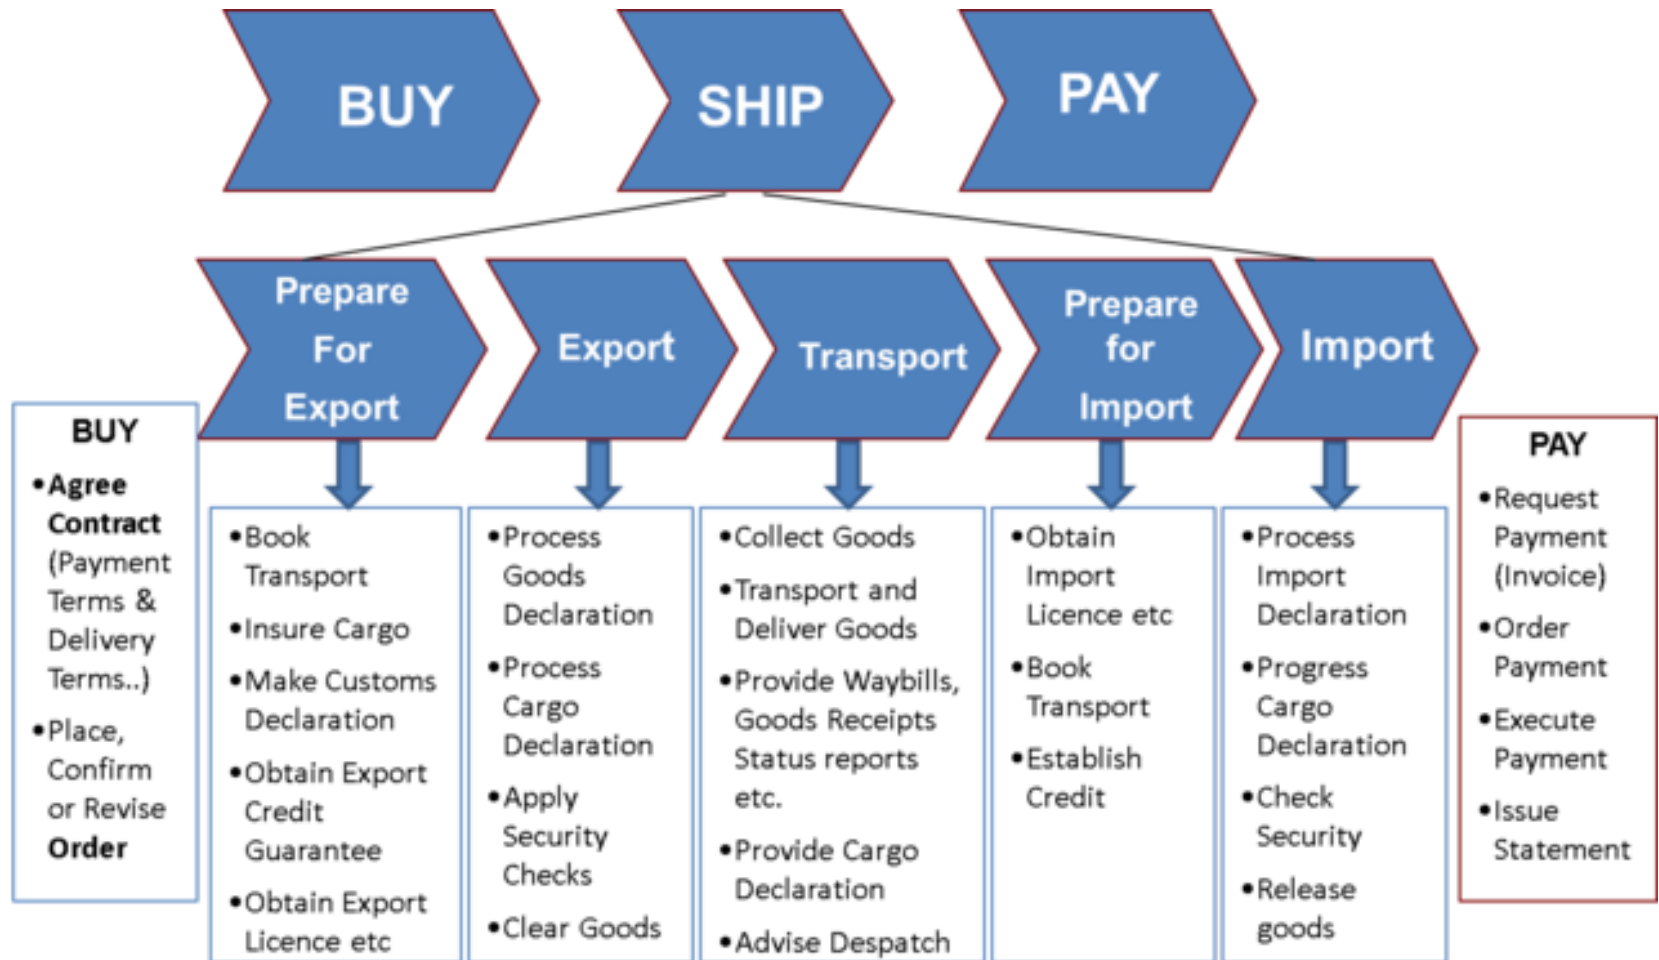 BUY
SHIP
PAY
Prepare
For
Export
Export
Transport
Prepare
for
Import
Import
BUY
•Agree
Contract
(Payment
Terms &
Delivery
Terms..)
•Place,
Confirm
or Revise
Order
•Book
Transport
•Insure Cargo
•Make Customs
Declaration
•Obtain Export
Credit
Guarantee
•Obtain Export
Licence etc
•Process
Goods
Declaration
•Process
Cargo
Declaration
•Apply
Security
Checks
•Clear Goods
•Collect Goods
•Transport and
Deliver Goods
•Provide Waybills,
Goods Receipts
Status reports
etc.
•Provide Cargo
Declaration
•Advise Despatch
•Obtain
Import
Licence etc
•Book
Transport
•Establish
Credit
•Process
Import
Declaration
•Progress
Cargo
Declaration
•Check
Security
•Release
goods
PAY
•Request
Payment
(Invoice)
•Order
Payment
•Execute
Payment
•Issue
Statement